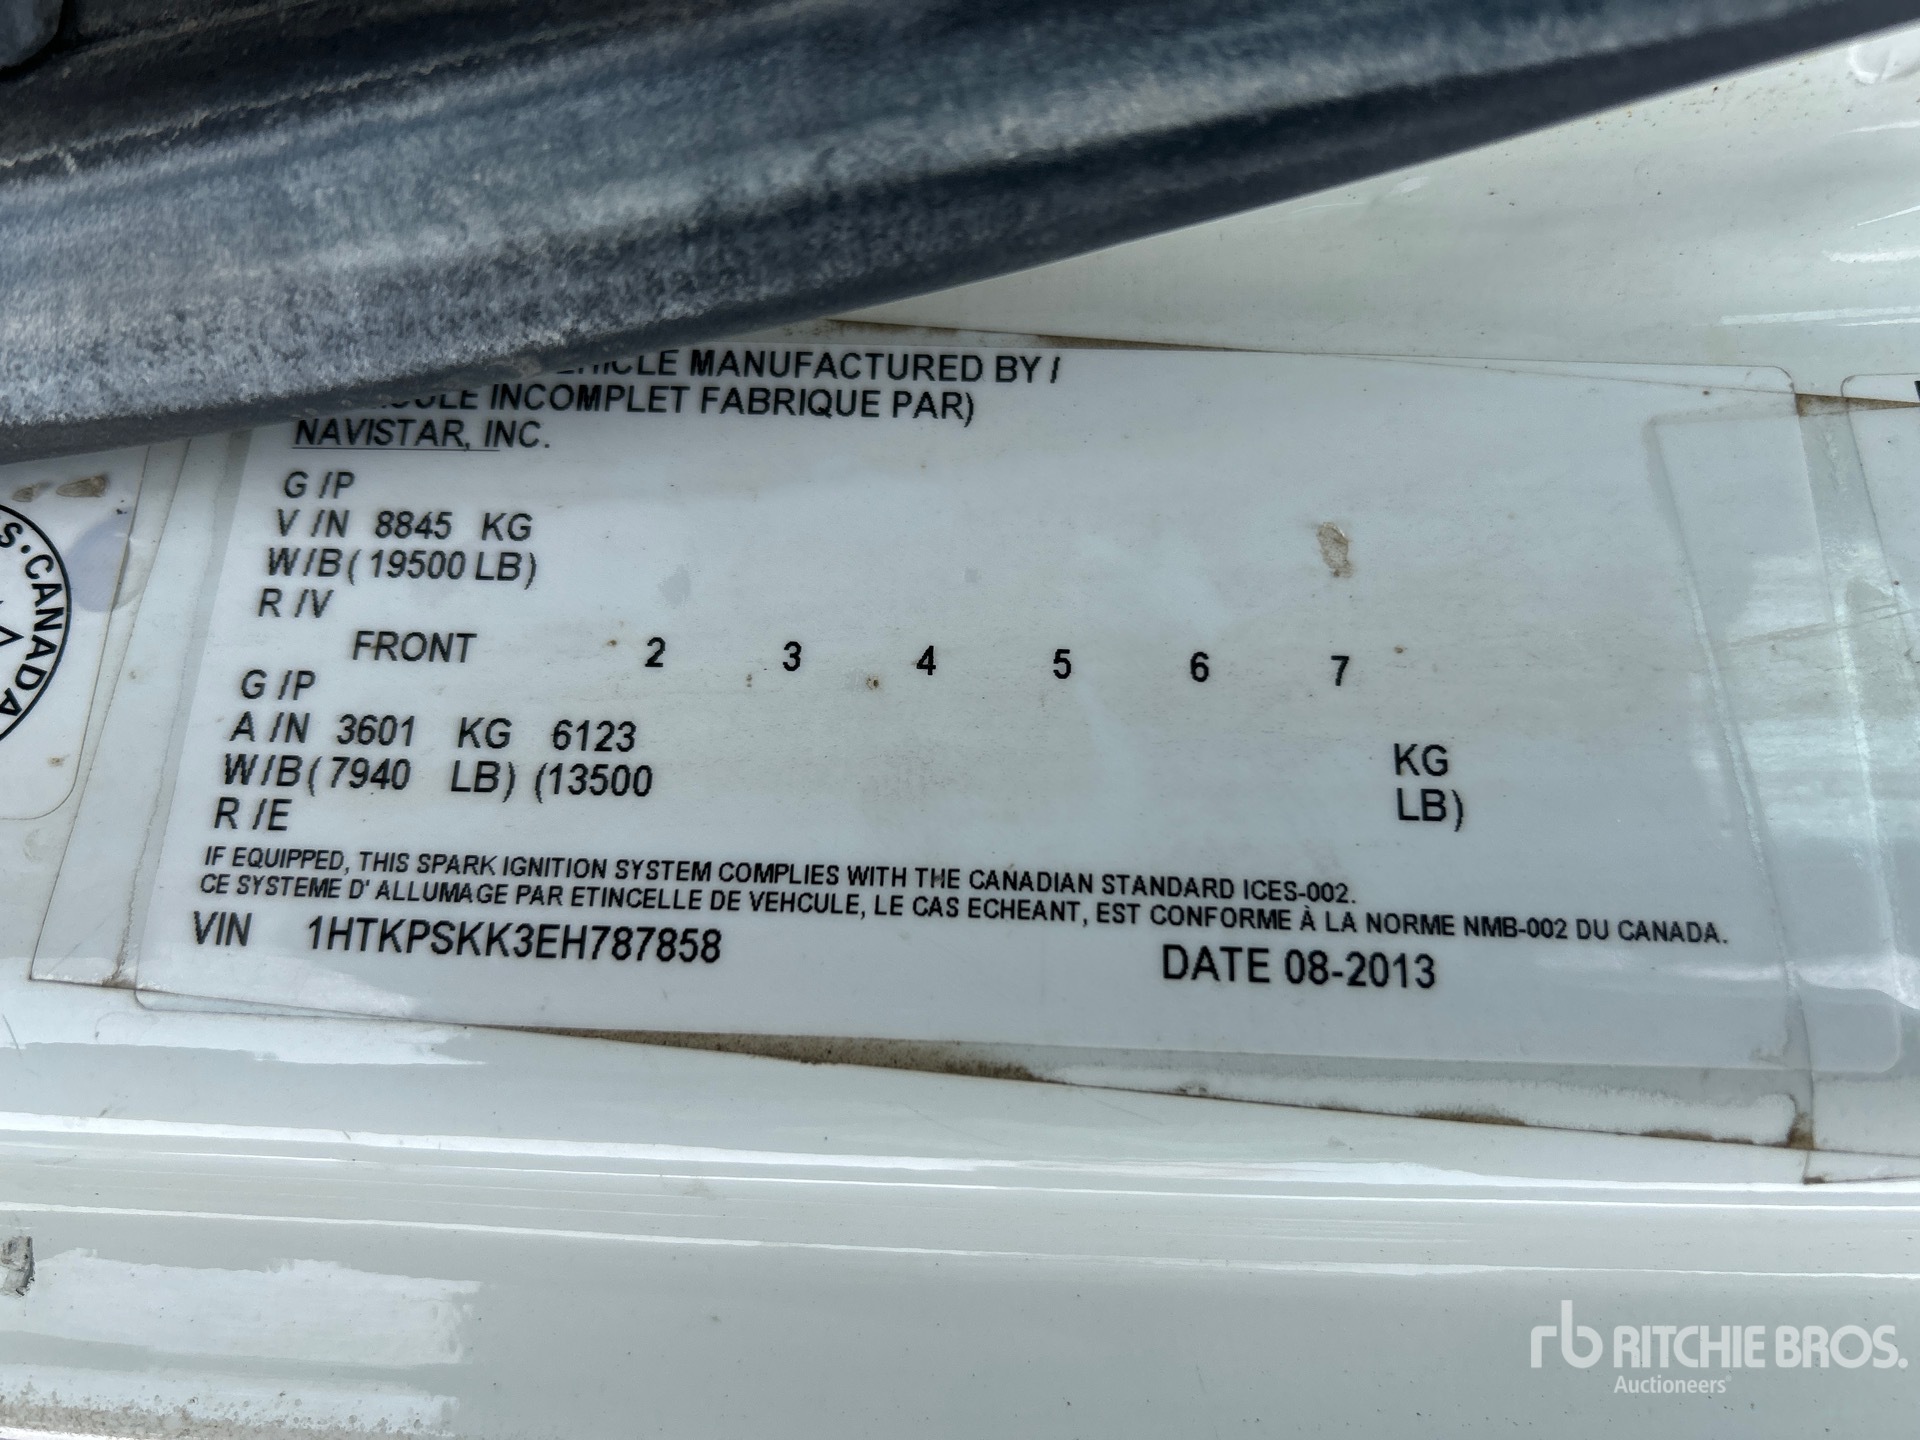 VEHICLE MANUFACTURED BY /
INCOMPLET FABRIQUE PAR)
NAVISTAR, INC.
G /P
V /N 8845 KG
W/B ( 19500 LB)
R /V
FRONT 2 3 4 5 6 7
G /P
A /N 3601 KG 6123 KG
W/B ( 7940 LB) (13500 LB)
R /E
IF EQUIPPED, THIS SPARK IGNITION SYSTEM COMPLIES WITH THE CANADIAN STANDARD ICES-002.
CE SYSTEME D' ALLUMAGE PAR ETINCELLE DE VEHCULE, LE CAS ECHEANT, EST CONFORME À LA NORME NMB-002 DU CANADA.
VIN 1HTKPSKK3EH787858 DATE 08-2013
S • CANADA
rb RITCHIE BROS.
Auctioneers